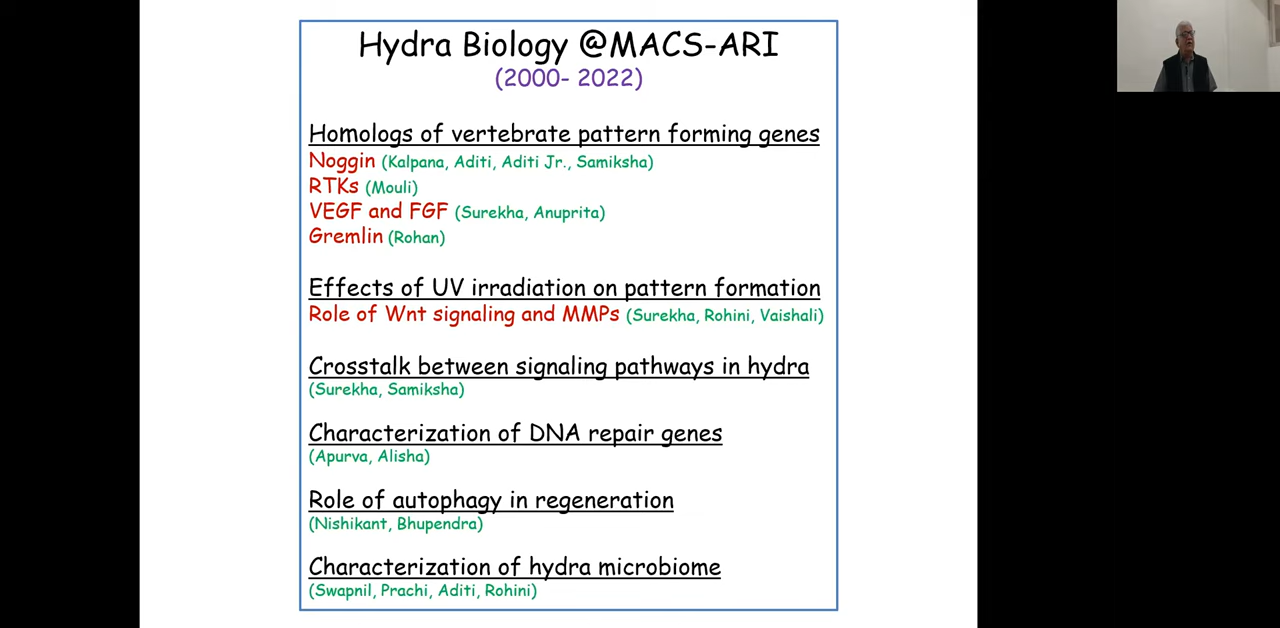 Hydra Biology @MACS-ARI
(2000- 2022)
Homologs of vertebrate pattern forming genes
Noggin (Kalpana, Aditi, Aditi Jr., Samiksha)
RTKs (Mouli)
VEGF and FGF (Surekha, Anuprita)
Gremlin (Rohan)
Effects of UV irradiation on pattern formation
Role of Wnt signaling and MMPs (Surekha, Rohini, Vaishali)
Crosstalk between signaling pathways in hydra
(Surekha, Samiksha)
Characterization of DNA repair genes
(Apurva, Alisha)
Role of autophagy in regeneration
(Nishikant, Bhupendra)
Characterization of hydra microbiome
(Swapnil, Prachi, Aditi, Rohini)